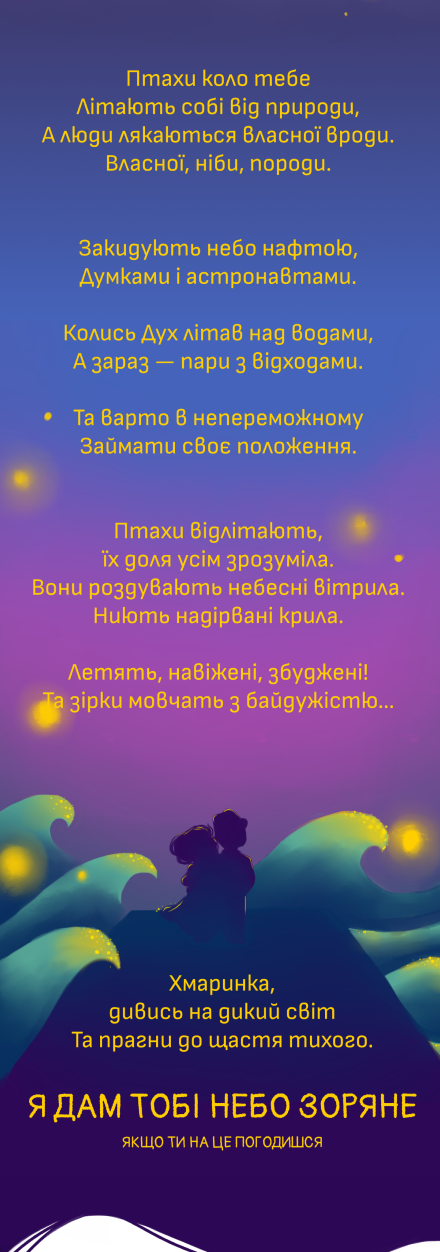 Птахи коло тебе
Літають собі від природи,
А люди лякаються власної вроди.
Власної, ніби, породи.
Закидують небо нафтою,
Думками і астронавтами.
Колись Дух літав над водами,
А зараз — пари з відходами.
Та варто в непереможному
Займати своє положення.
Птахи відлітають,
їх доля усім зрозуміла.
Вони роздувають небесні вітрила.
Ниють надірвані крила.
Летять, навіжені, збуджені!
Та зірки мовчать з байдужістю...
Хмаринка,
дивись на дикий світ
Та прагни до щастя тихого.
Я ДАМ ТОБІ НЕБО ЗОРЯНЕ
ЯКЩО ТИ НА ЦЕ ПОГОДИШСЯ